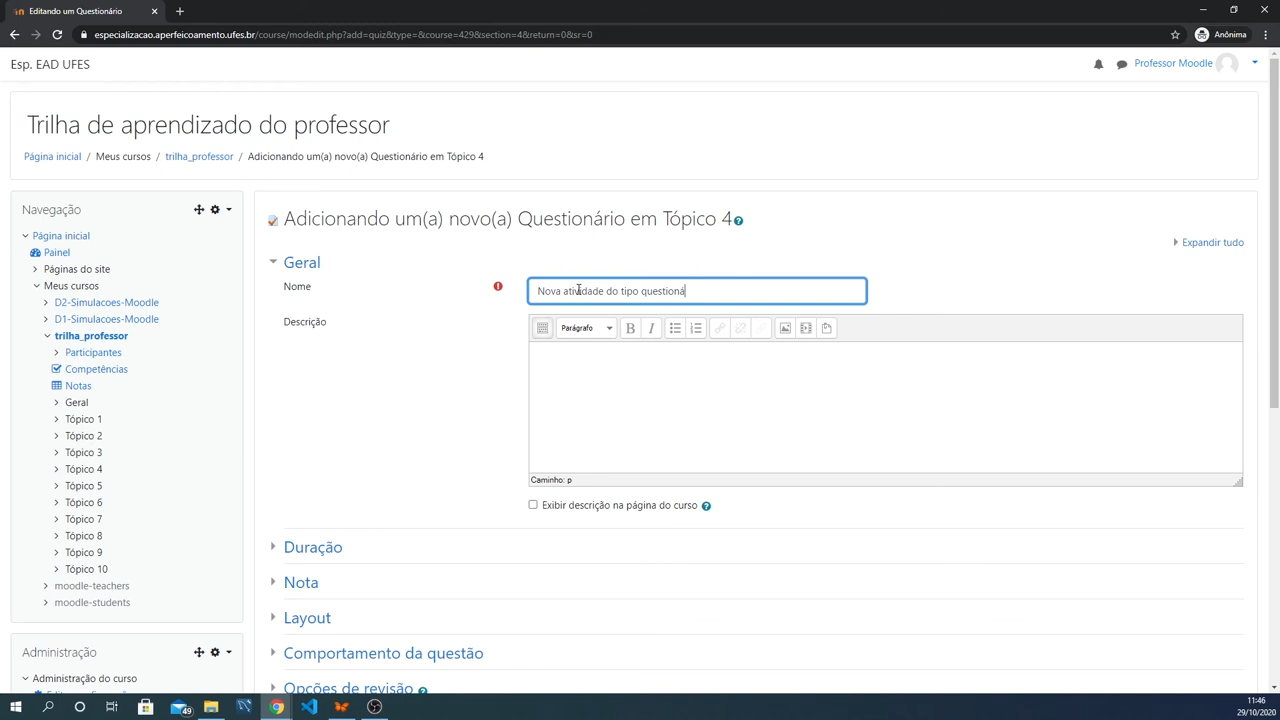 Editando um Questionário
especializacao.aperfeicoamento.ufes.br/course/modedit.php?add=quiz&type=&course=429&section=4&return=0&sr=0
Anônima
Esp. EAD UFES
Professor Moodle
Trilha de aprendizado do professor
Página inicial / Meus cursos / trilha_professor / Adicionando um(a) novo(a) Questionário em Tópico 4
Navegação
Página inicial
Painel
Páginas do site
Meus cursos
D2-Simulacoes-Moodle
D1-Simulacoes-Moodle
trilha_professor
Participantes
Competências
Notas
Geral
Tópico 1
Tópico 2
Tópico 3
Tópico 4
Tópico 5
Tópico 6
Tópico 7
Tópico 8
Tópico 9
Tópico 10
moodle-teachers
moodle-students
Administração
Administração do curso
Adicionando um(a) novo(a) Questionário em Tópico 4
Expandir tudo
Geral
Nome
Nova atividade do tipo questioná
Descrição
Parágrafo
B I
Caminho: p
Exibir descrição na página do curso
Duração
Nota
Layout
Comportamento da questão
Opções de revisão
49
11:46
29/10/2020